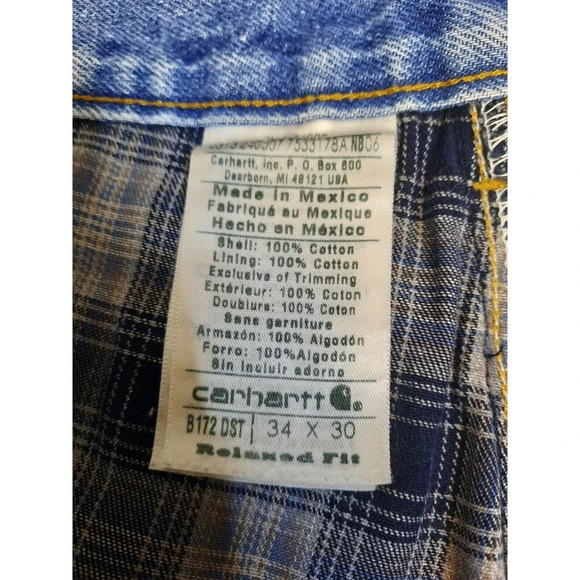 7533178A NB06
Carhartt, Inc. P. O. Box 600
Dearborn, MI 48121 USA
Made in Mexico
Fabriqué au Mexique
Hecho en México
Shell: 100% Cotton
Lining: 100% Cotton
Exclusive of Trimming
Extérieur: 100% Coton
Doublure: 100% Coton
Sans garniture
Armazón: 100% Algodón
Forro: 100%Algodón
Sin incluir adorno
carhartt
B172 DST 34 X 30
Relaxed Fit